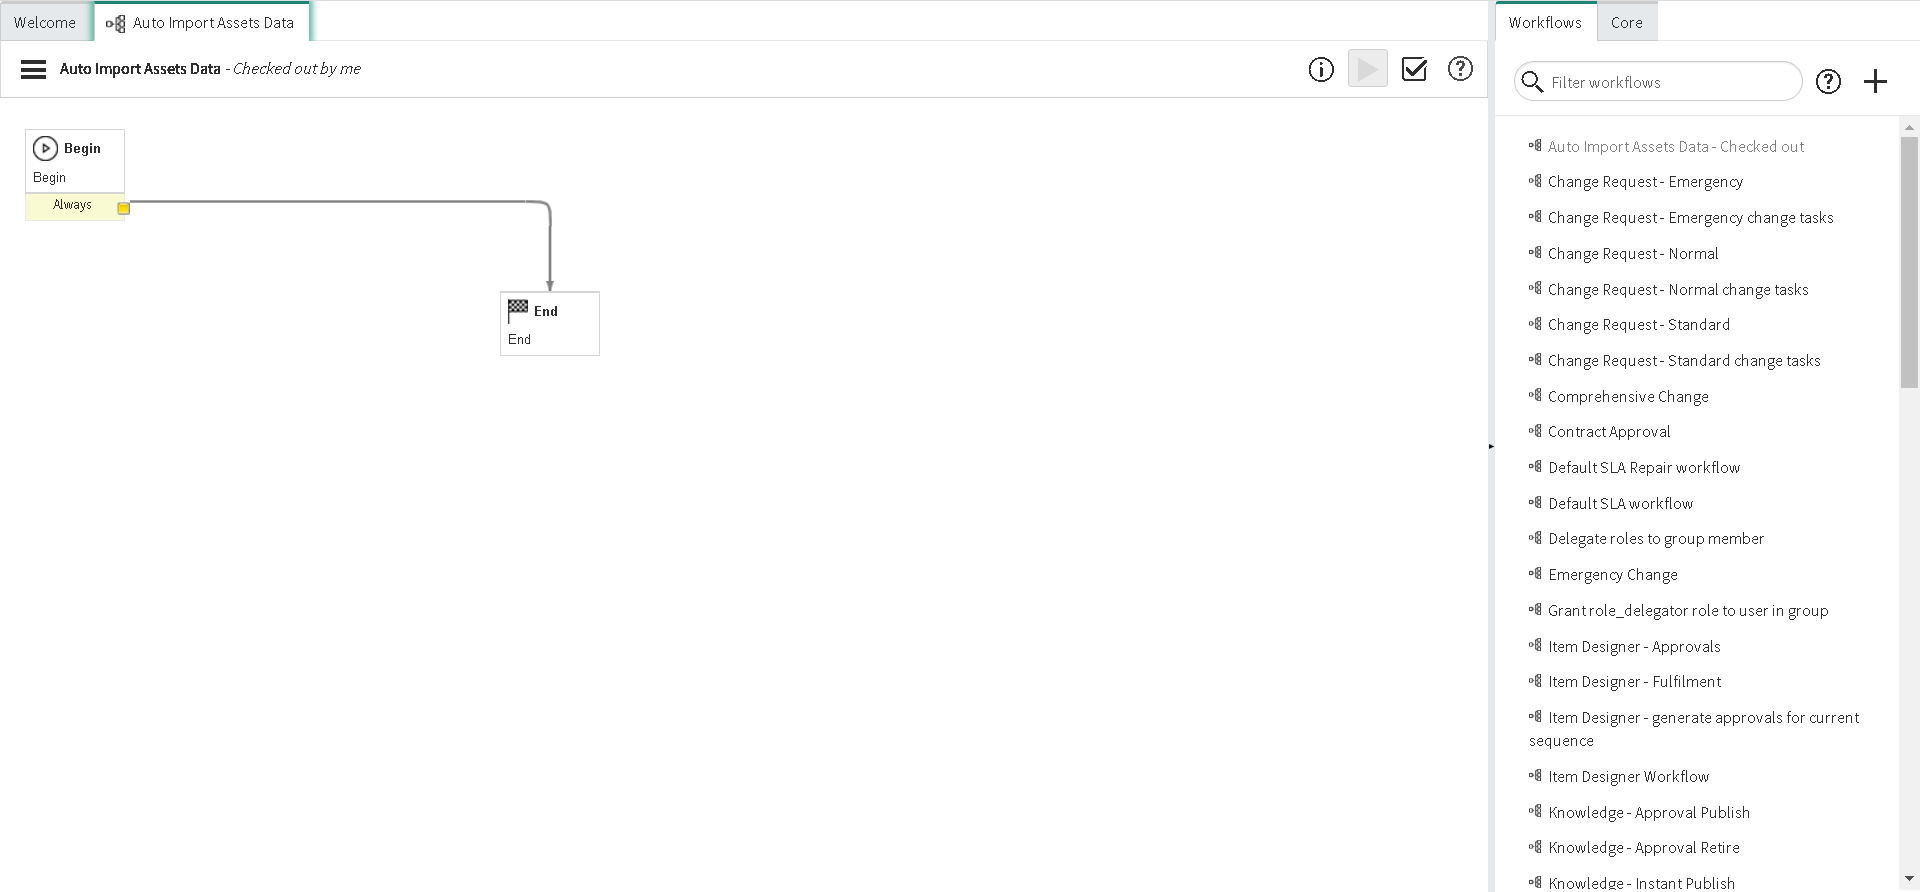 Welcome
Auto Import Assets Data
Workflows
Core
Auto Import Assets Data - Checked out by me
Filter workflows
Begin
Begin
Always
End
End
Auto Import Assets Data - Checked out
Change Request - Emergency
Change Request - Emergency change tasks
Change Request - Normal
Change Request - Normal change tasks
Change Request - Standard
Change Request - Standard change tasks
Comprehensive Change
Contract Approval
Default SLA Repair workflow
Default SLA workflow
Delegate roles to group member
Emergency Change
Grant role_delegator role to user in group
Item Designer - Approvals
Item Designer - Fulfilment
Item Designer - generate approvals for current
sequence
Item Designer Workflow
Knowledge - Approval Publish
Knowledge - Approval Retire
Knowledge - Instant Publish